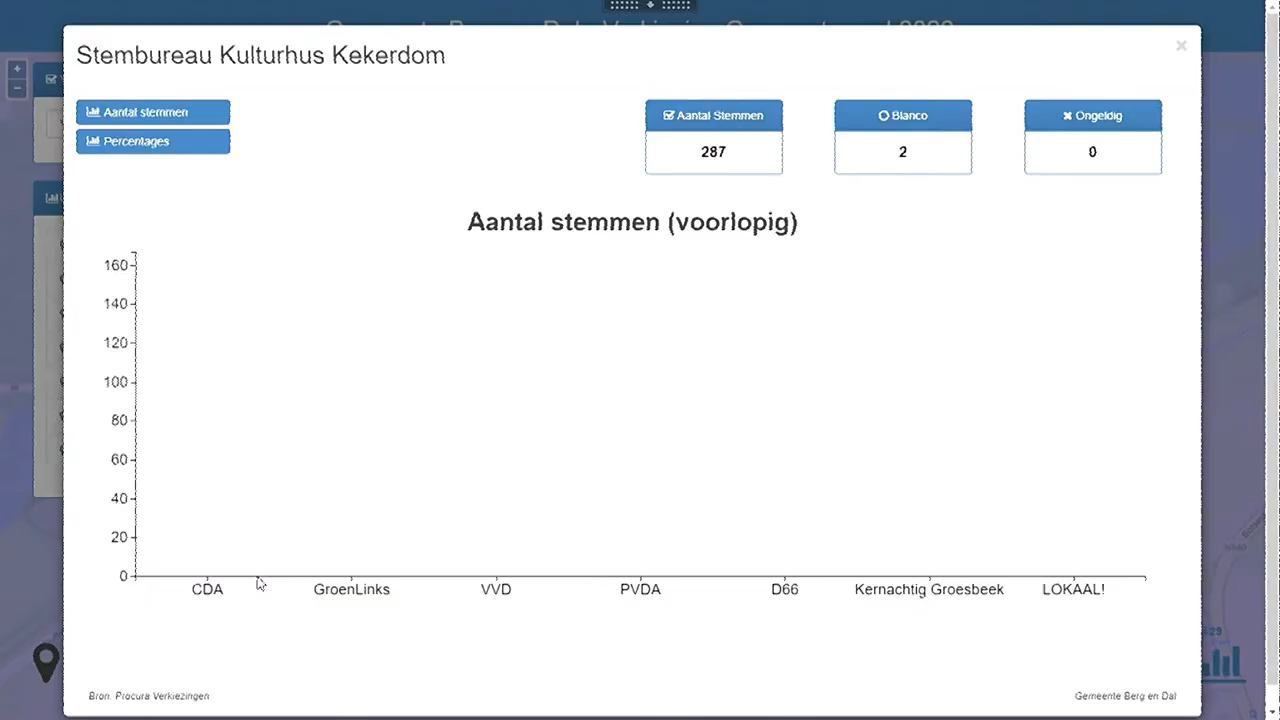 Stembureau Kulturhus Kekerdom
×
Aantal stemmen
Percentages
Aantal Stemmen
287
Blanco
2
Ongeldig
0
Aantal stemmen (voorlopig)
160
140
120
100
80
60
40
20
0
CDA GroenLinks VVD PVDA D66 Kernachtig Groesbeek LOKAAL!
Bron: Procura Verkiezingen
Gemeente Berg en Dal